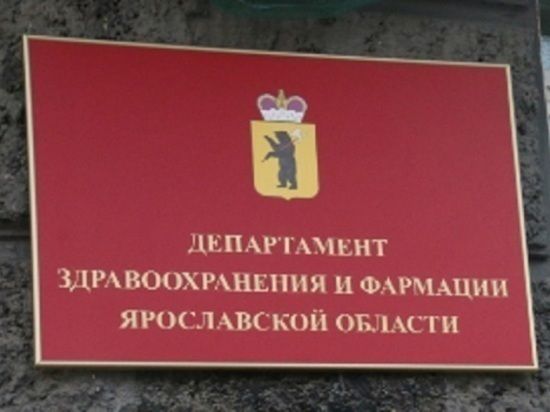 ДЕПАРТАМЕНТ
ЗДРАВООХРАНЕНИЯ И ФАРМАЦИИ
ЯРОСЛАВСКОЙ ОБЛАСТИ